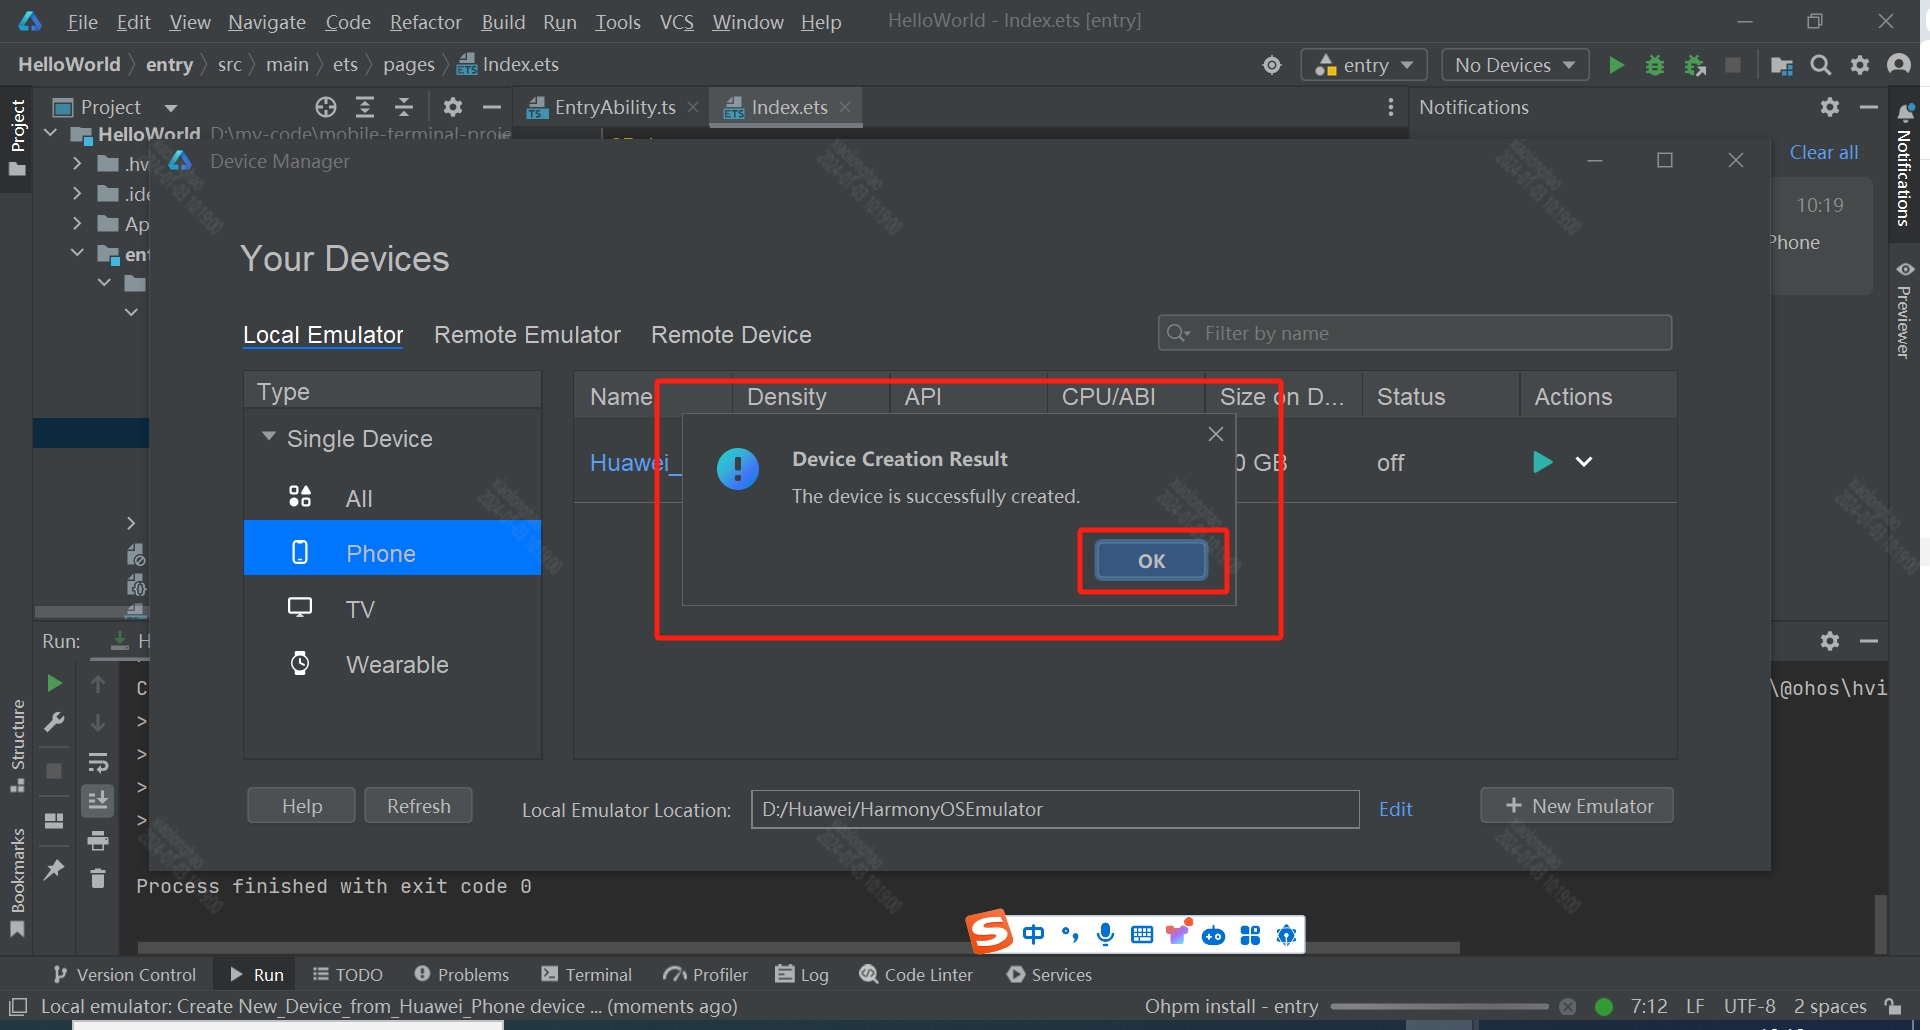 File Edit View Navigate Code Refactor Build Run Tools VCS Window Help HelloWorld - Index.ets [entry]
HelloWorld entry src main ets pages Index.ets entry No Devices
Project Project EntryAbility.ts Index.ets Notifications
HelloWorld D:\my-code\mobile-terminal-proje
Device Manager
Clear all
.hv
.ide
Ap
ent
10:19
Phone
Notifications
Previewer
Your Devices
Local Emulator Remote Emulator Remote Device Filter by name
Type
Name Density API CPU/ABI Size on D... Status Actions
Single Device
All
Phone
TV
Wearable
Huawei_ 0 GB off
Device Creation Result
The device is successfully created.
OK
Help Refresh Local Emulator Location: D:/Huawei/HarmonyOSEmulator Edit + New Emulator
Run: H
C
\@ohos\hvi
>
>
>
>
Process finished with exit code 0
Structure
Bookmarks
S 中
Version Control Run TODO Problems Terminal Profiler Log Code Linter Services
Local emulator: Create New_Device_from_Huawei_Phone device ... (moments ago) Ohpm install - entry 7:12 LF UTF-8 2 spaces
xiaolonghao
2024-01-03 10:19:00